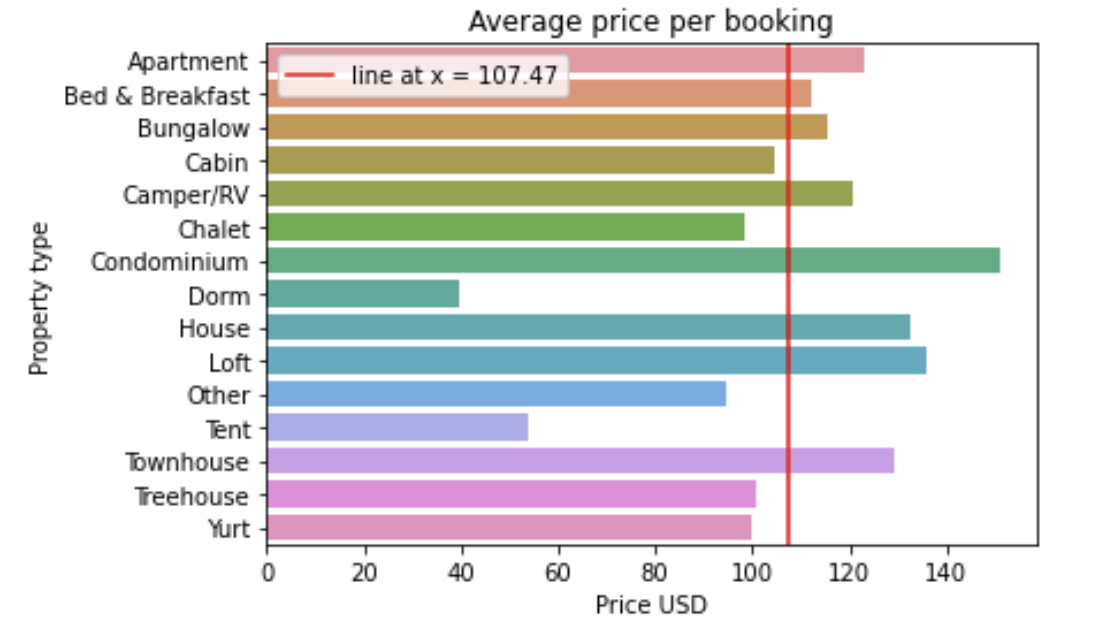 Average price per booking
line at x = 107.47
Apartment
Bed & Breakfast
Bungalow
Cabin
Camper/RV
Chalet
Condominium
Dorm
House
Loft
Other
Tent
Townhouse
Treehouse
Yurt
Property type
0 20 40 60 80 100 120 140
Price USD